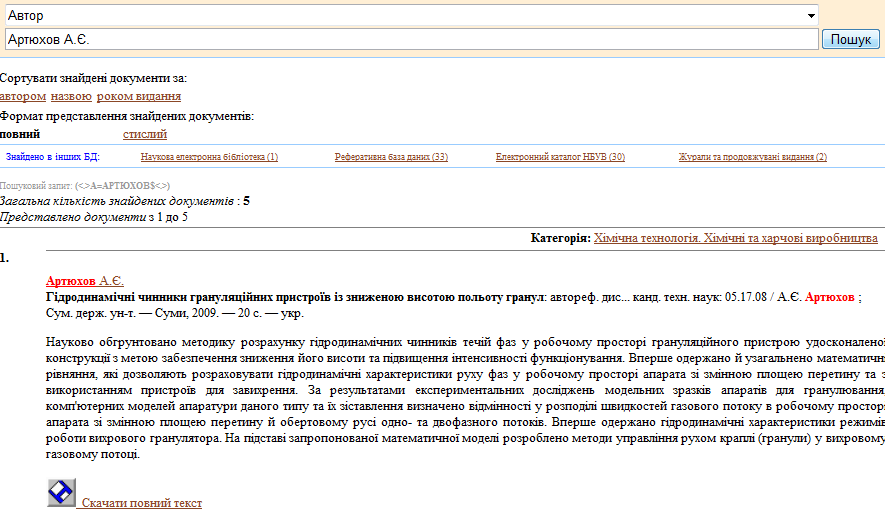 Автор
Артюхов А.Є. Пошук
Сортувати знайдені документи за:
автором назвою роком видання
Формат представлення знайдених документів:
повний стислий
Знайдено в інших БД: Наукова електронна бібліотека (1) Реферативна база даних (33) Електронний каталог НБУВ (30) Журали та продовжувані видання (2)
Пошуковий запит: (<.>A=АРТЮХОВ$<.>)
Загальна кількість знайдених документів : 5
Представлено документи з 1 до 5
Категорія: Хімічна технологія. Хімічні та харчові виробництва
1.
Артюхов А.Є.
Гідродинамічні чинники грануляційних пристроїв із зниженою висотою польоту гранул: автореф. дис... канд. техн. наук: 05.17.08 / А.Є. Артюхов ;
Сум. держ. ун-т. — Суми, 2009. — 20 с. — укр.
Науково обгрунтовано методику розрахунку гідродинамічних чинників течій фаз у робочому просторі грануляційного пристрою удосконаленої
конструкції з метою забезпечення зниження його висоти та підвищення інтенсивності функціонування. Вперше одержано й узагальнено математичн
рівняння, які дозволяють розраховувати гідродинамічні характеристики руху фаз у робочому просторі апарата зі змінною площею перетину та з
використанням пристроїв для завихрення. За результатами експериментальних досліджень модельних зразків апаратів для гранулювання,
комп'ютерних моделей апаратури даного типу та їх зіставлення визначено відмінності у розподілі швидкостей газового потоку в робочому простор
апарата зі змінною площею перетину й обертовому русі одно- та двофазного потоків. Вперше одержано гідродинамічні характеристики режимів
роботи вихрового гранулятора. На підставі запропонованої математичної моделі розроблено методи управління рухом краплі (гранули) у вихровому
газовому потоці.
Скачати повний текст